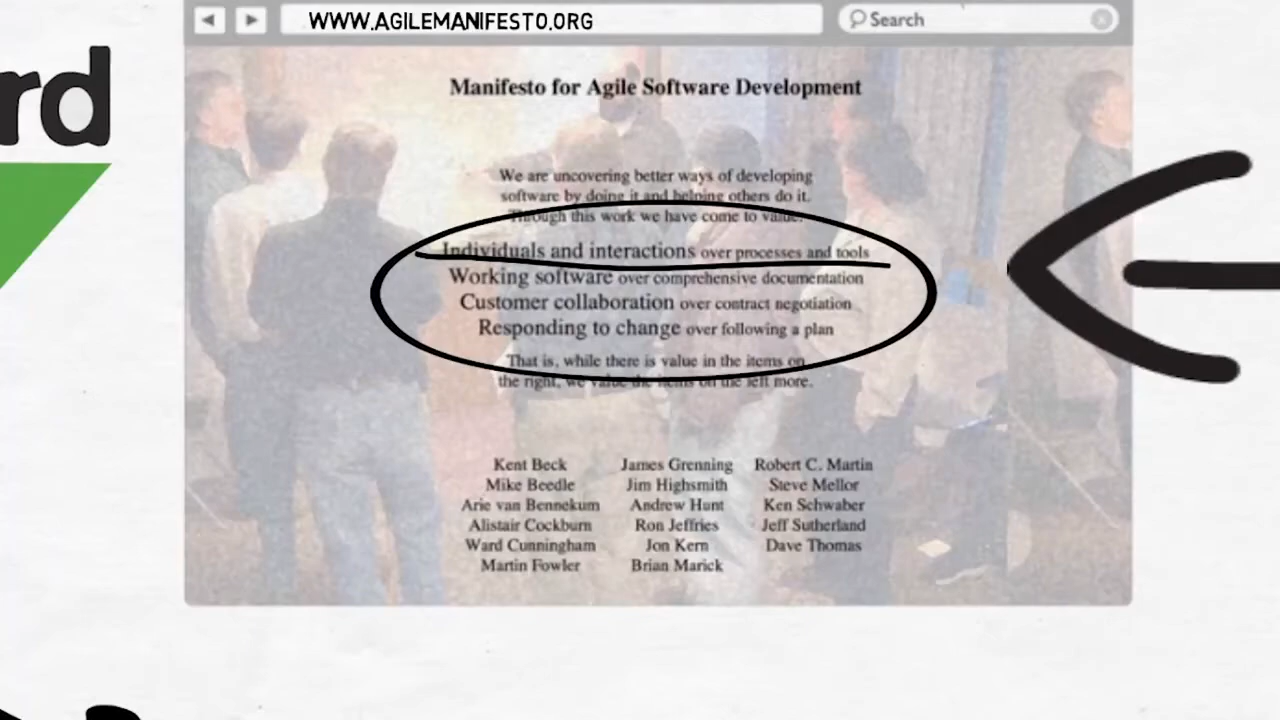 WWW.AGILEMANIFESTO.ORG
Search
rd
Manifesto for Agile Software Development
We are uncovering better ways of developing
software by doing it and helping others do it.
Through this work we have come to value:
Individuals and interactions over processes and tools
Working software over comprehensive documentation
Customer collaboration over contract negotiation
Responding to change over following a plan
That is, while there is value in the items on
the right, we value the items on the left more.
Kent Beck
Mike Beedle
Arie van Bennekum
Alistair Cockburn
Ward Cunningham
Martin Fowler
James Grenning
Jim Highsmith
Andrew Hunt
Ron Jeffries
Jon Kern
Brian Marick
Robert C. Martin
Steve Mellor
Ken Schwaber
Jeff Sutherland
Dave Thomas